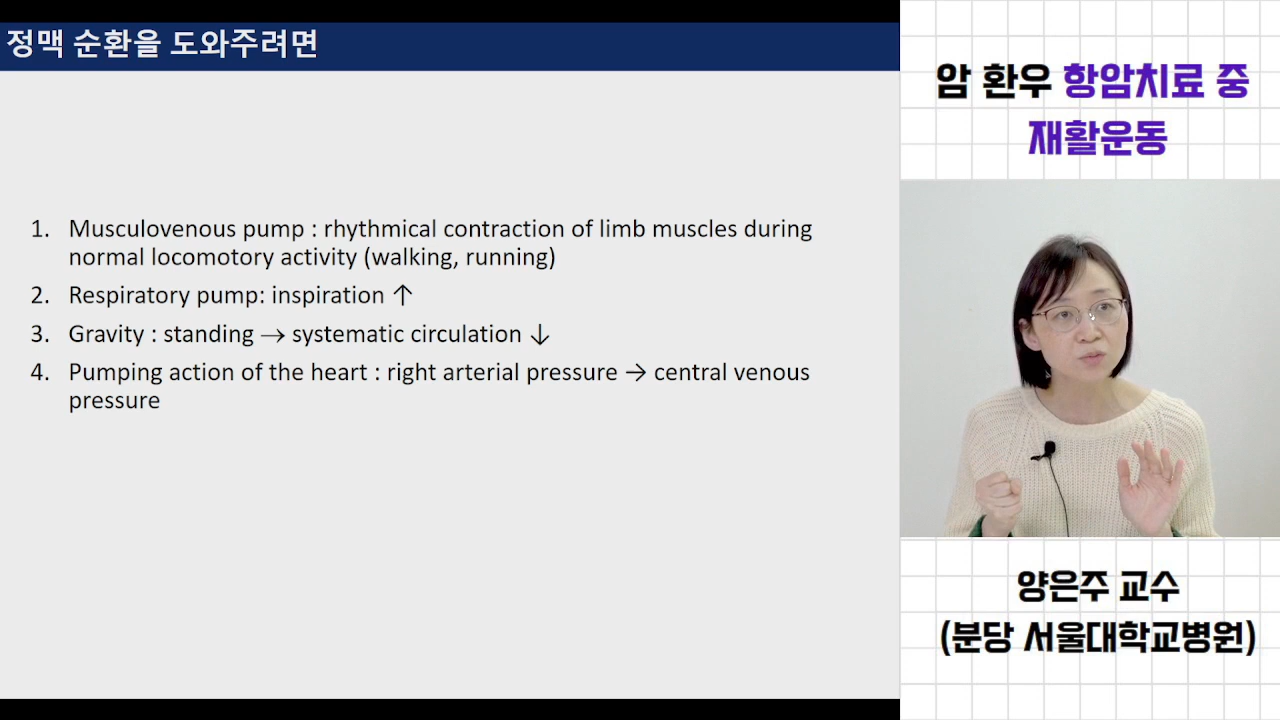 정맥 순환을 도와주려면
1. Musculovenous pump : rhythmical contraction of limb muscles during
normal locomotory activity (walking, running)
2. Respiratory pump: inspiration ↑
3. Gravity : standing → systematic circulation ↓
4. Pumping action of the heart : right arterial pressure → central venous
pressure
암 환우 항암치료 중
재활운동
양은주 교수
(분당 서울대학교병원)